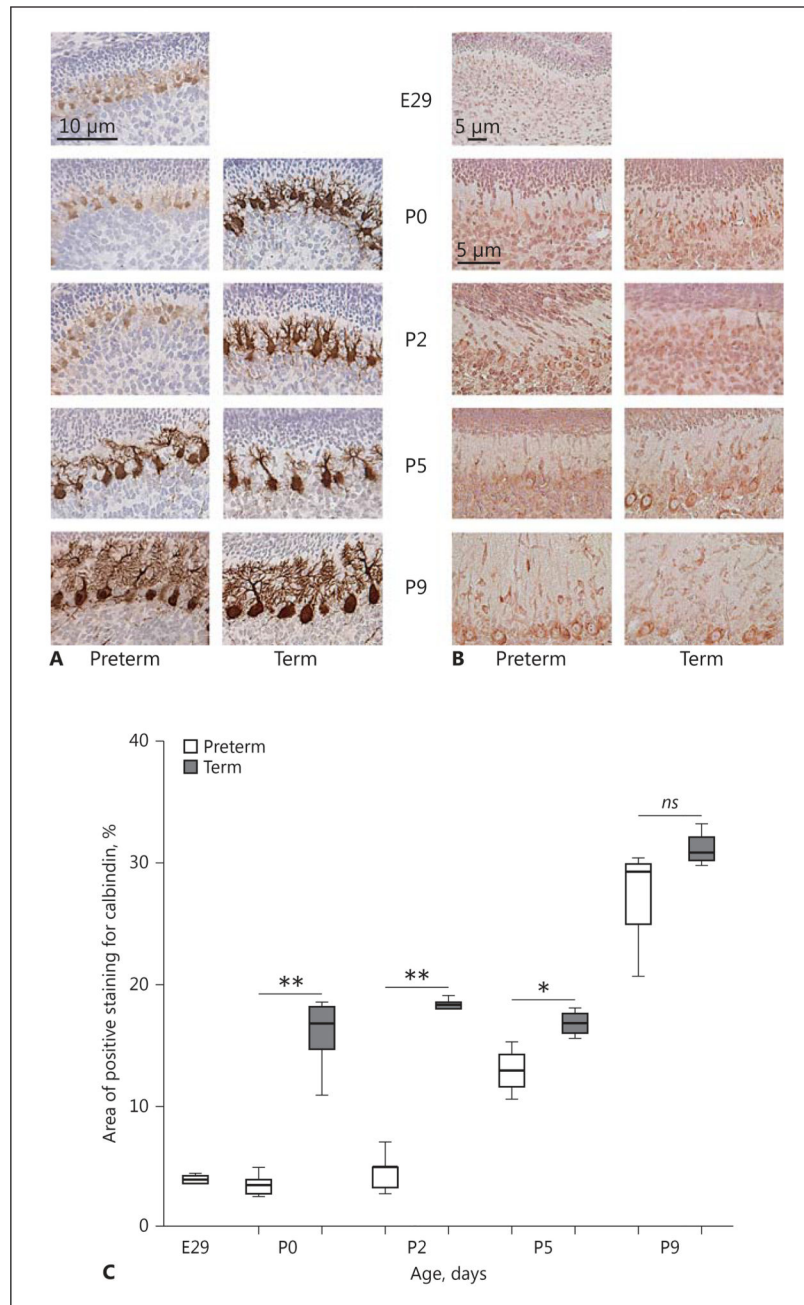 E29
10 µm
5 µm
P0
5 µm
P2
P5
P9
A Preterm Term
B Preterm Term
40
Preterm
Term
ns
30
**
**
20
*
10
0
Area of positive staining for calbindin, %
E29 P0 P2 P5 P9
C
Age, days